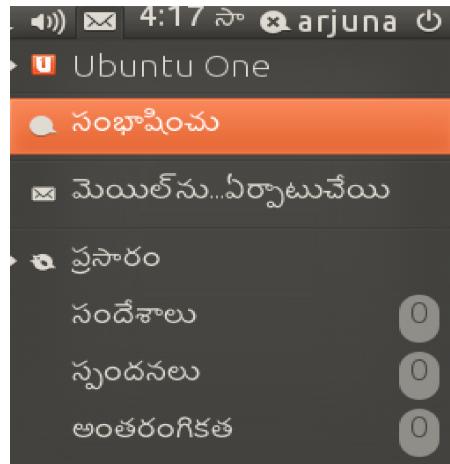 4:17 సా arjuna
Ubuntu One
సంభాషించు
మెయిల్‌ను...ఏర్పాటుచేయి
ప్రసారం
సందేశాలు 0
స్పందనలు 0
అంతరంగికత 0